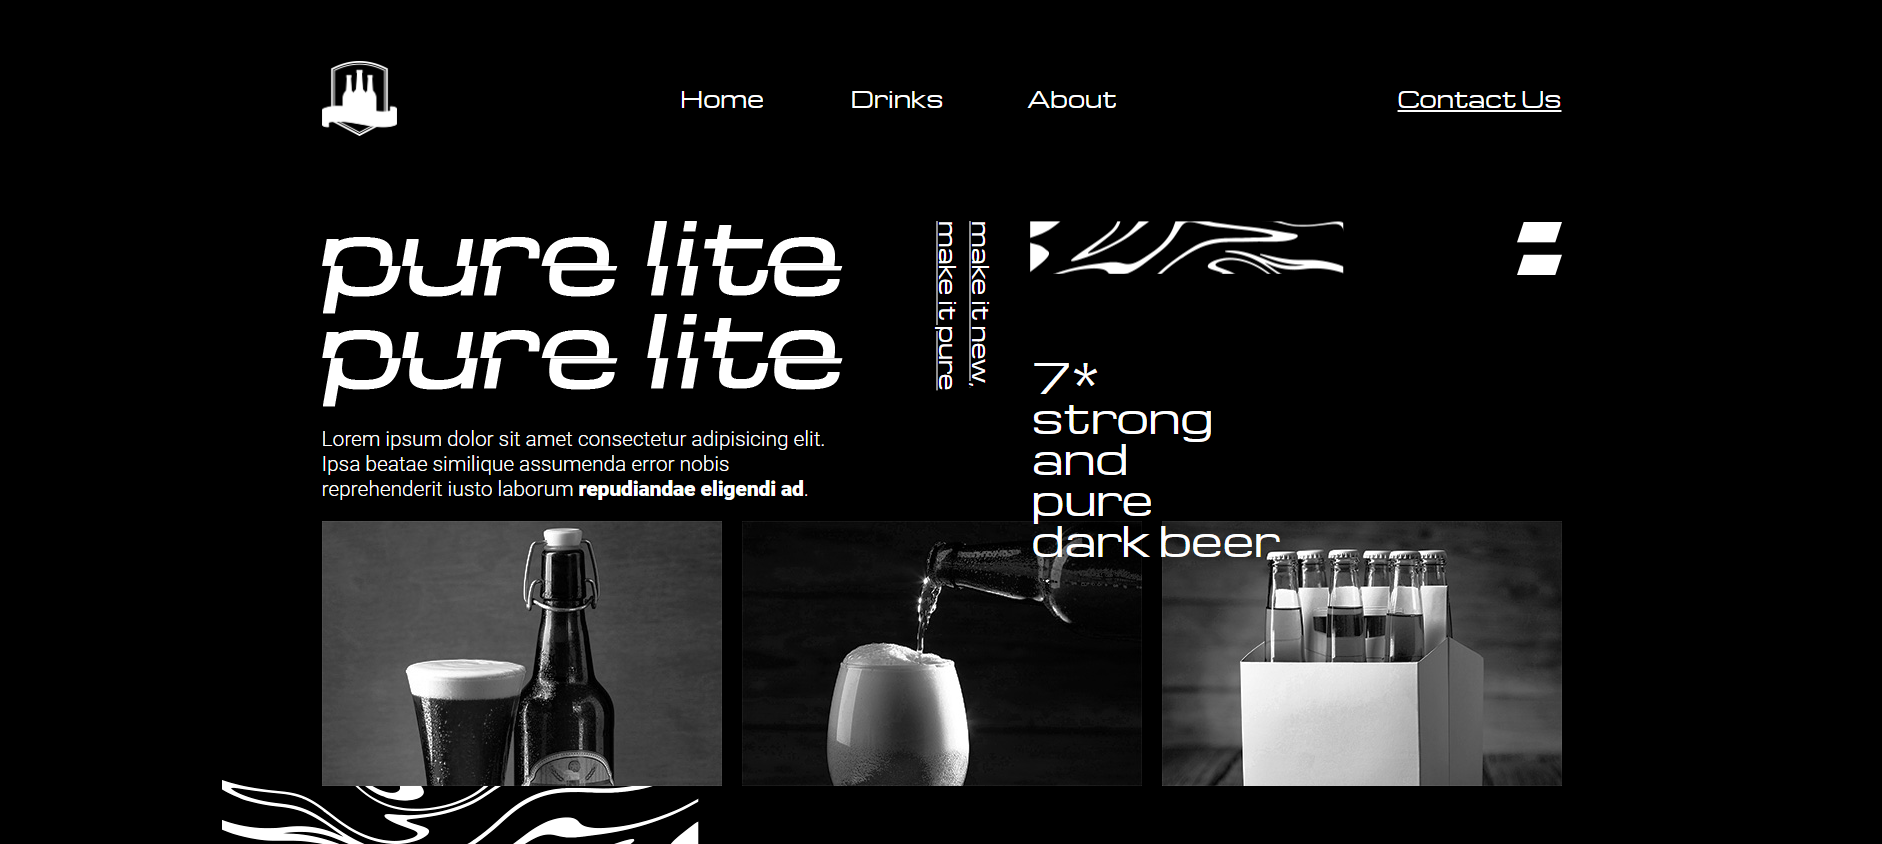 Home
Drinks
About
Contact Us
pure lite
pure lite
make it new,
make it pure
Lorem ipsum dolor sit amet consectetur adipisicing elit.
Ipsa beatae similique assumenda error nobis
reprehenderit iusto laborum repudiandae eligendi ad.
7*
strong
and
pure
dark beer